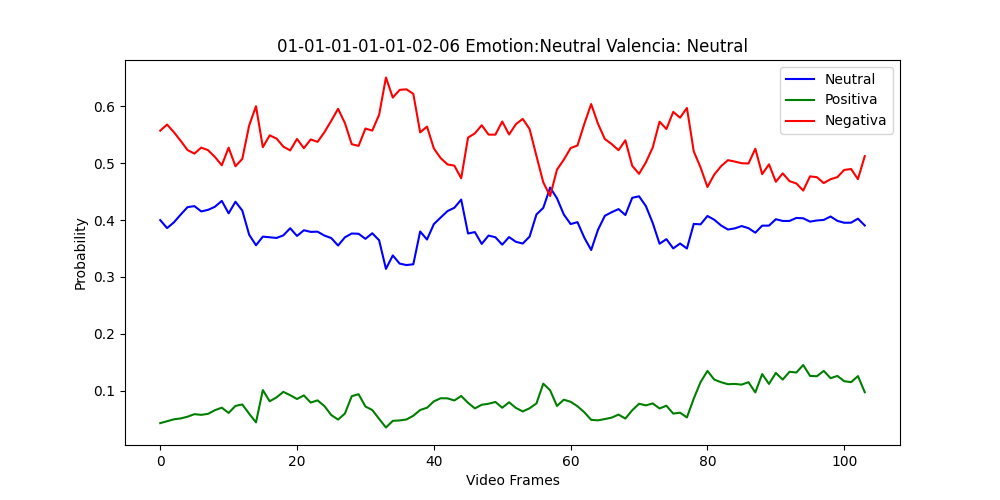 01-01-01-01-01-02-06 Emotion:Neutral Valencia: Neutral
Neutral
Positiva
Negativa
0.6
0.5
0.4
0.3
0.2
0.1
Probability
0 20 40 60 80 100
Video Frames